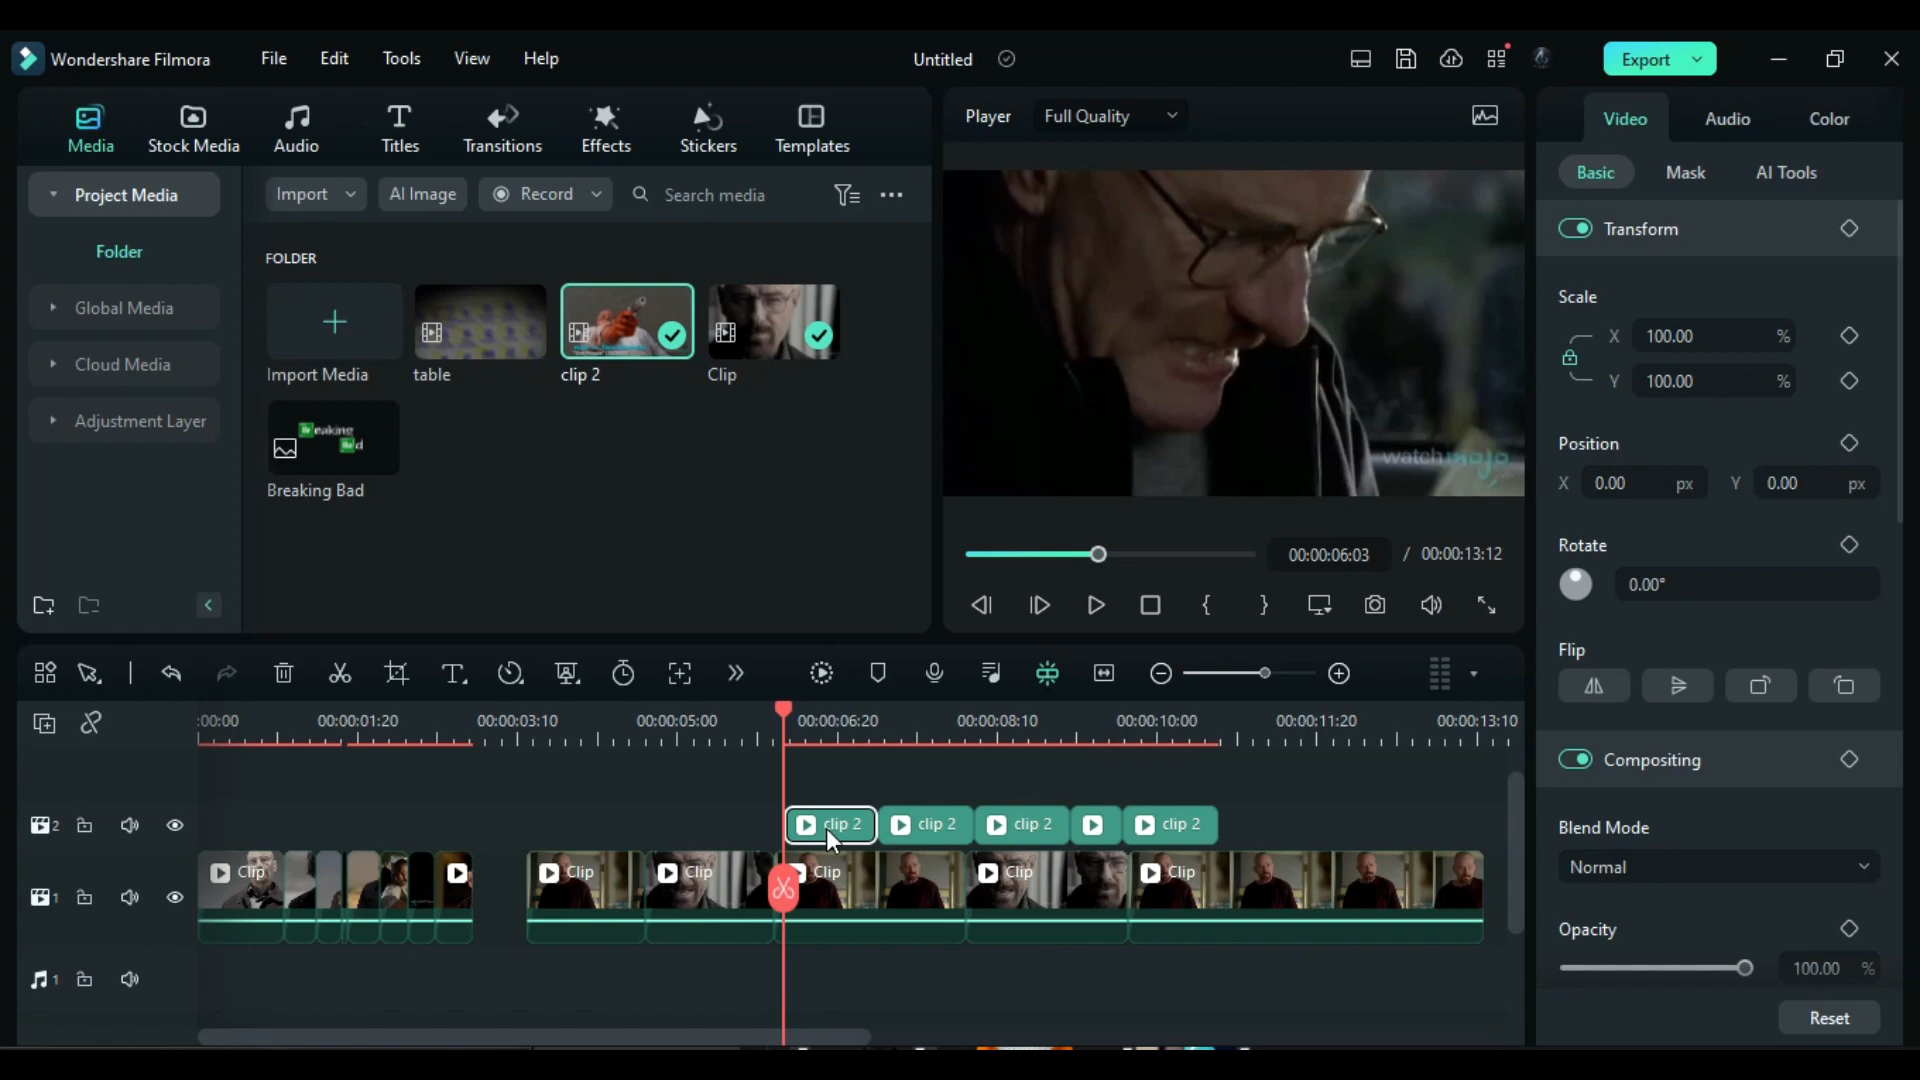 Wondershare Filmora
File
Edit
Tools
View
Help
Untitled
Export
Media
Stock Media
Audio
Titles
Transitions
Effects
Stickers
Templates
Player
Full Quality
Video
Audio
Color
Project Media
Import
AI Image
Record
Search media
Basic
Mask
AI Tools
Folder
FOLDER
Transform
Global Media
Cloud Media
Adjustment Layer
Import Media
table
clip 2
Clip
Breaking Bad
Breaking Bad
watchmojo
Scale
X 100.00 %
Y 100.00 %
Position
X 0.00 px Y 0.00 px
Rotate
0.00°
Flip
00:00:06:03 / 00:00:13:12
:00:00
00:00:01:20
00:00:03:10
00:00:05:00
00:00:06:20
00:00:08:10
00:00:10:00
00:00:11:20
00:00:13:10
Compositing
Blend Mode
Normal
Opacity
100.00 %
Reset
2
clip 2
clip 2
clip 2
clip 2
1
Clip
Clip
Clip
Clip
Clip
Clip
1